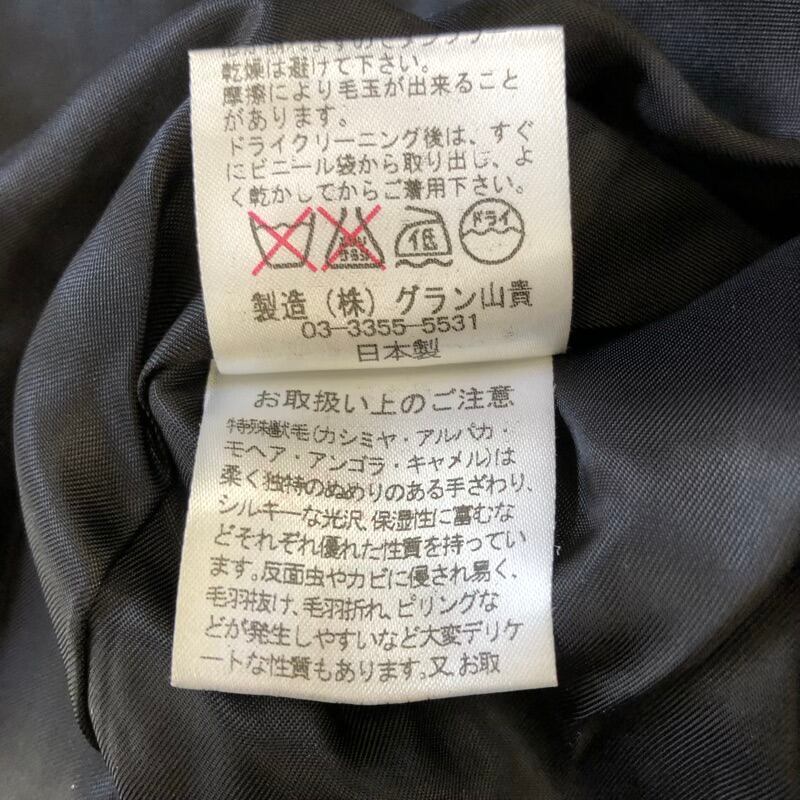 乾燥は避けて下さい。
摩擦により毛玉が出来ること
があります。
ドライクリーニング後は、すぐ
にビニール袋から取り出し、よ
く乾かしてからご着用下さい。
低 ドライ
製造(株)グラン山貴
03-3355-5531
日本製
お取扱い上のご注意
特殊獣毛(カシミヤ・アルパカ・
モヘア・アンゴラ・キャメル)は
柔く独特のぬめりのある手ざわり、
シルキーな光沢、保湿性に富むな
どそれぞれ優れた性質を持ってい
ます。反面虫やカビに優され易く、
毛羽抜け、毛羽折れ、ピリングな
どが発生しやすいなど大変デリケ
ートな性質もあります。又お取